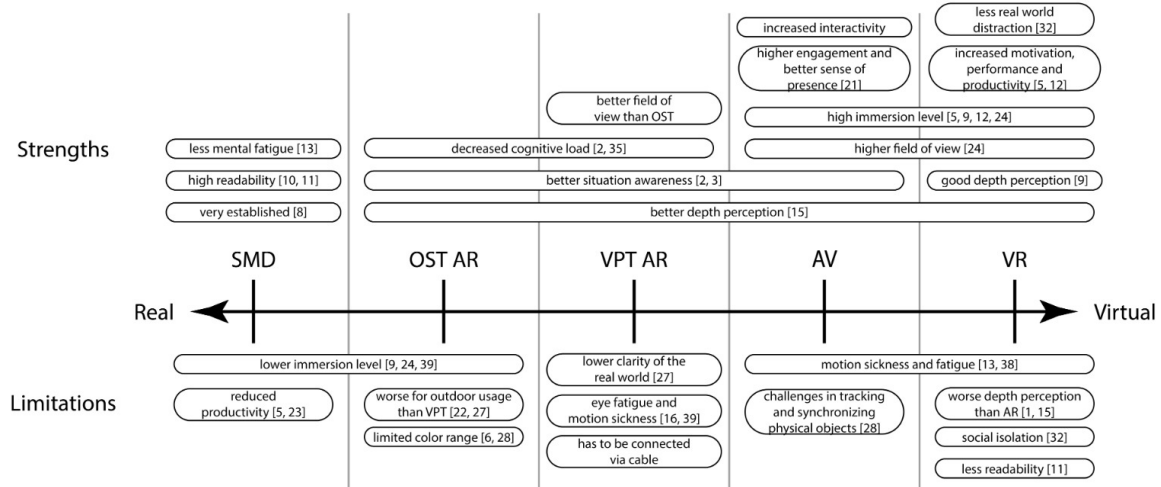 increased interactivity
less real world
distraction [32]
higher engagement and
better sense of
presence [21]
increased motivation,
performance and
productivity [5, 12]
better field of
view than OST
high immersion level [5, 9, 12, 24]
Strengths
less mental fatigue [13]
decreased cognitive load [2, 35]
higher field of view [24]
high readability [10, 11]
better situation awareness [2, 3]
good depth perception [9]
very established [8]
better depth perception [15]
SMD
OST AR
VPT AR
AV
VR
Real
Virtual
Limitations
lower immersion level [9, 24, 39]
lower clarity of the
real world [27]
motion sickness and fatigue [13, 38]
reduced
productivity [5, 23]
worse for outdoor usage
than VPT [22, 27]
eye fatigue and
motion sickness [16, 39]
challenges in tracking
and synchronizing
physical objects [28]
worse depth perception
than AR [1, 15]
limited color range [6, 28]
social isolation [32]
has to be connected
via cable
less readability [11]